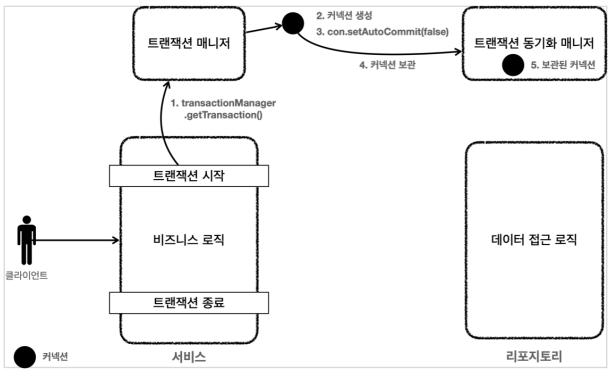 트랜잭션 매니저
2. 커넥션 생성
3. con.setAutoCommit(false)
4. 커넥션 보관
트랜잭션 동기화 매니저
5. 보관된 커넥션
1. transactionManager
.getTransaction()
트랜잭션 시작
비즈니스 로직
데이터 접근 로직
클라이언트
트랜잭션 종료
커넥션
서비스
리포지토리